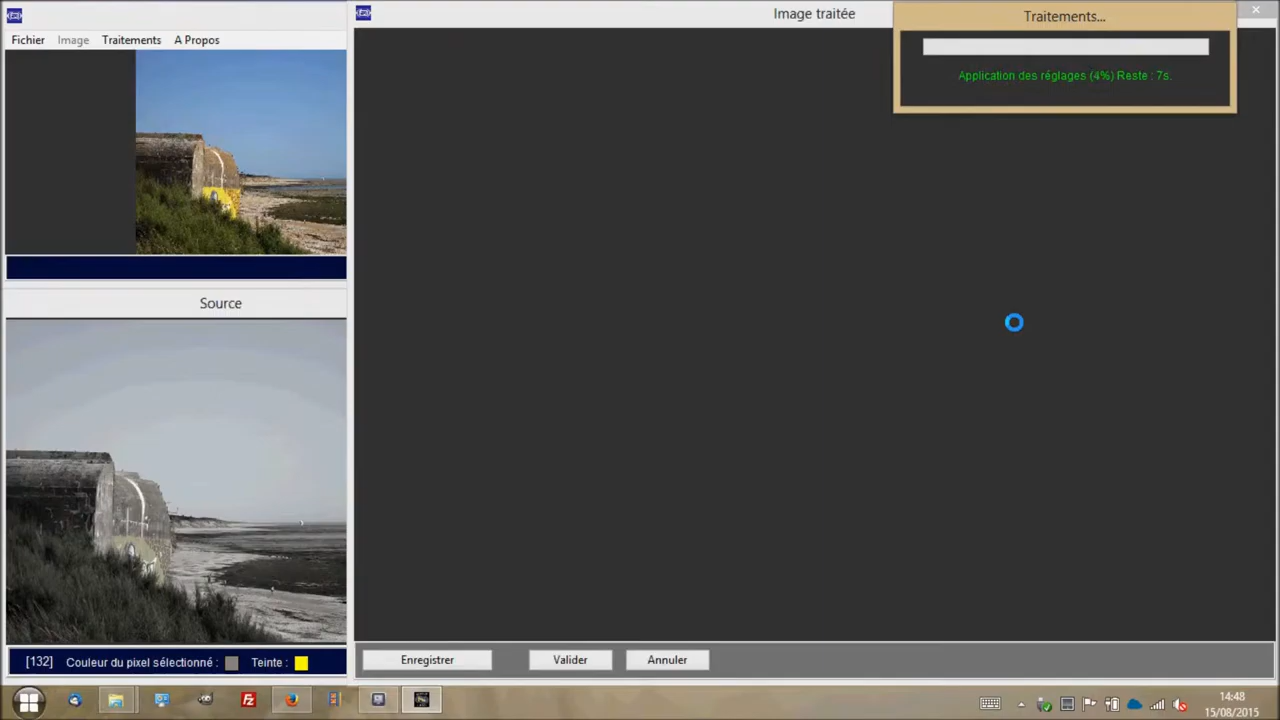 Image traitée
Traitements...
Fichier Image Traitements A Propos
Application des réglages (4%) Reste : 7s.
Source
[132] Couleur du pixel sélectionné : Teinte :
Enregistrer Valider Annuler
14:48
15/08/2015